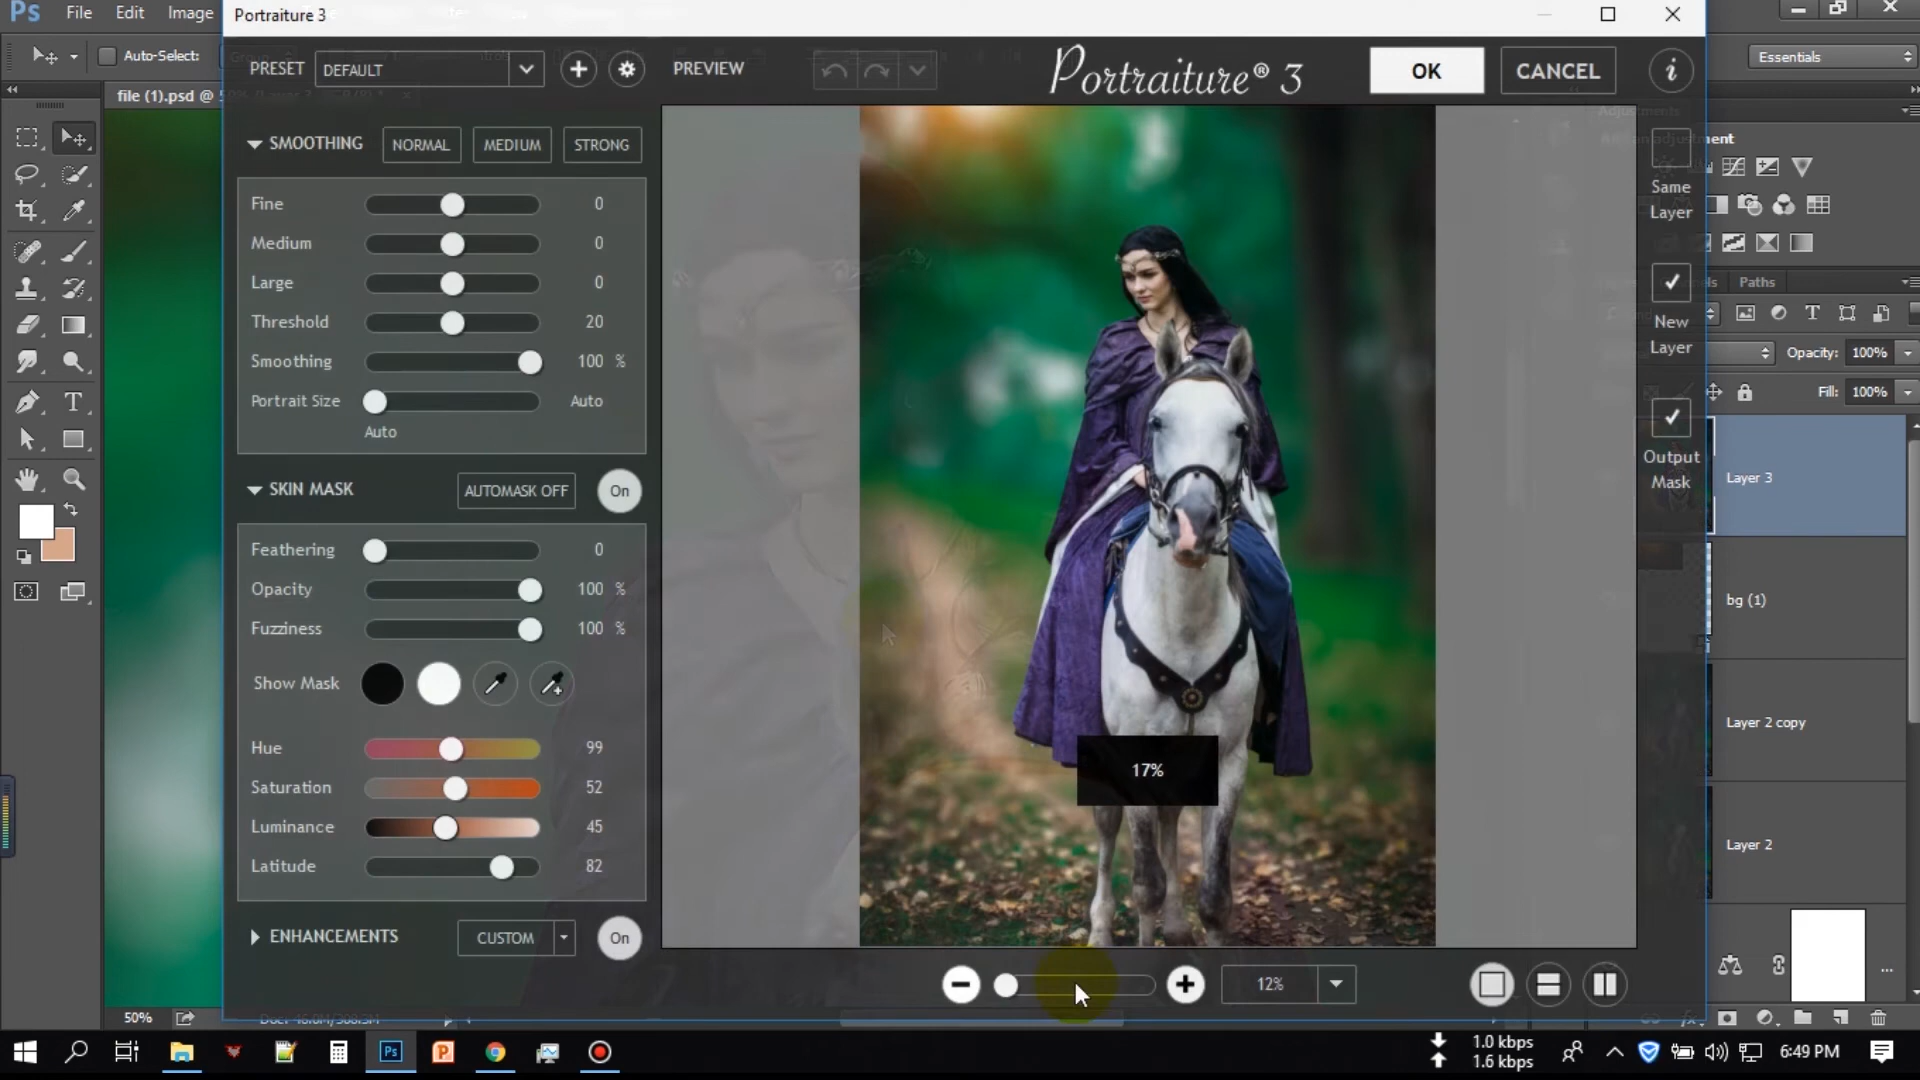 Ps File Edit Image
Portraiture 3
Auto-Select:
Essentials
file (1).psd @
PRESET DEFAULT
PREVIEW
Portraiture® 3
OK
CANCEL
i
SMOOTHING NORMAL MEDIUM STRONG
Fine 0
Medium 0
Large 0
Threshold 20
Smoothing 100 %
Portrait Size Auto
Auto
SKIN MASK AUTOMASK OFF On
Feathering 0
Opacity 100 %
Fuzziness 100 %
Show Mask
Hue 99
Saturation 52
Luminance 45
Latitude 82
ENHANCEMENTS CUSTOM On
17%
12%
Same
Layer
New
Layer
Output
Mask
Adjustments
Paths
Opacity: 100%
Fill: 100%
Layer 3
bg (1)
Layer 2 copy
Layer 2
50%
1.0 kbps
1.6 kbps
6:49 PM